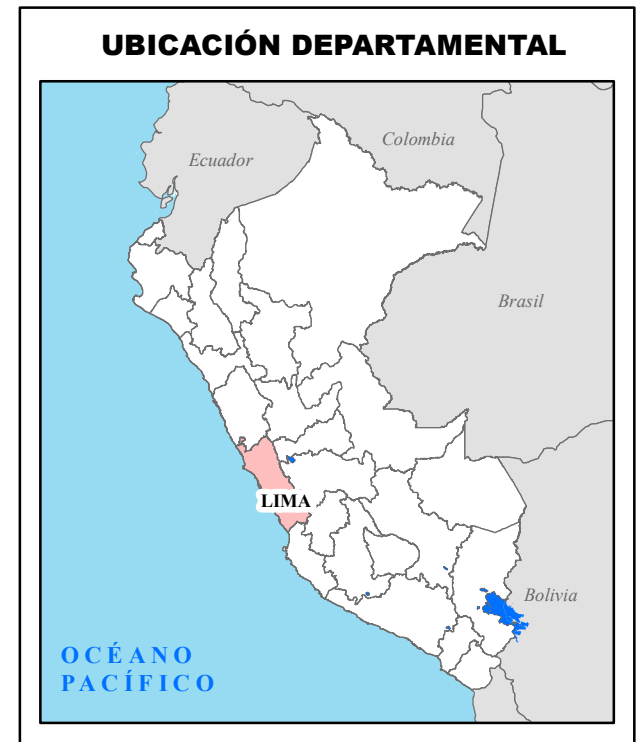 UBICACIÓN DEPARTAMENTAL
Colombia
Ecuador
Brasil
LIMA
Bolivia
OCÉANO
PACÍFICO